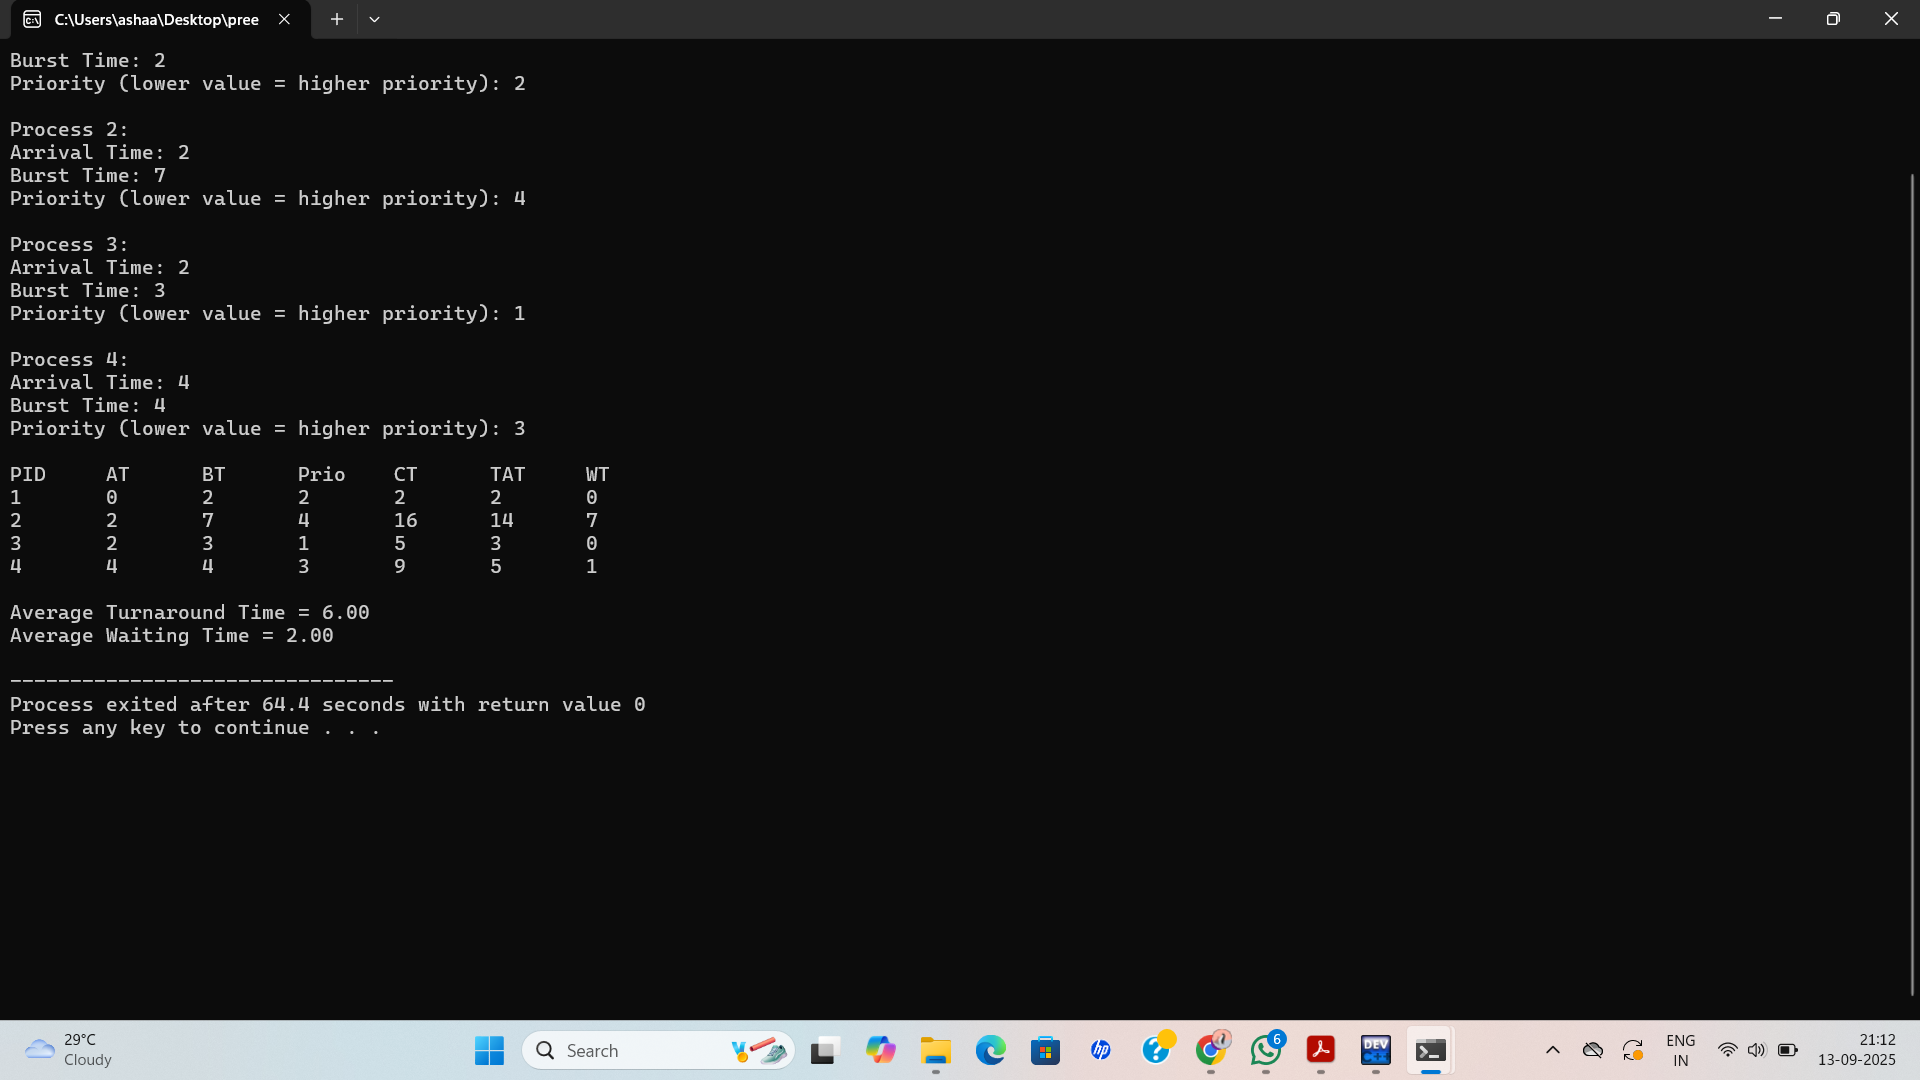 C:\Users\ashaa\Desktop\pree
Burst Time: 2
Priority (lower value = higher priority): 2
Process 2:
Arrival Time: 2
Burst Time: 7
Priority (lower value = higher priority): 4
Process 3:
Arrival Time: 2
Burst Time: 3
Priority (lower value = higher priority): 1
Process 4:
Arrival Time: 4
Burst Time: 4
Priority (lower value = higher priority): 3
PID AT BT Prio CT TAT WT
1 0 2 2 2 2 0
2 2 7 4 16 14 7
3 2 3 1 5 3 0
4 4 4 3 9 5 1
Average Turnaround Time = 6.00
Average Waiting Time = 2.00
--------------------------------
Process exited after 64.4 seconds with return value 0
Press any key to continue . . .
29°C
Cloudy
Search
hp
6
DEV
C++
ENG
IN
21:12
13-09-2025